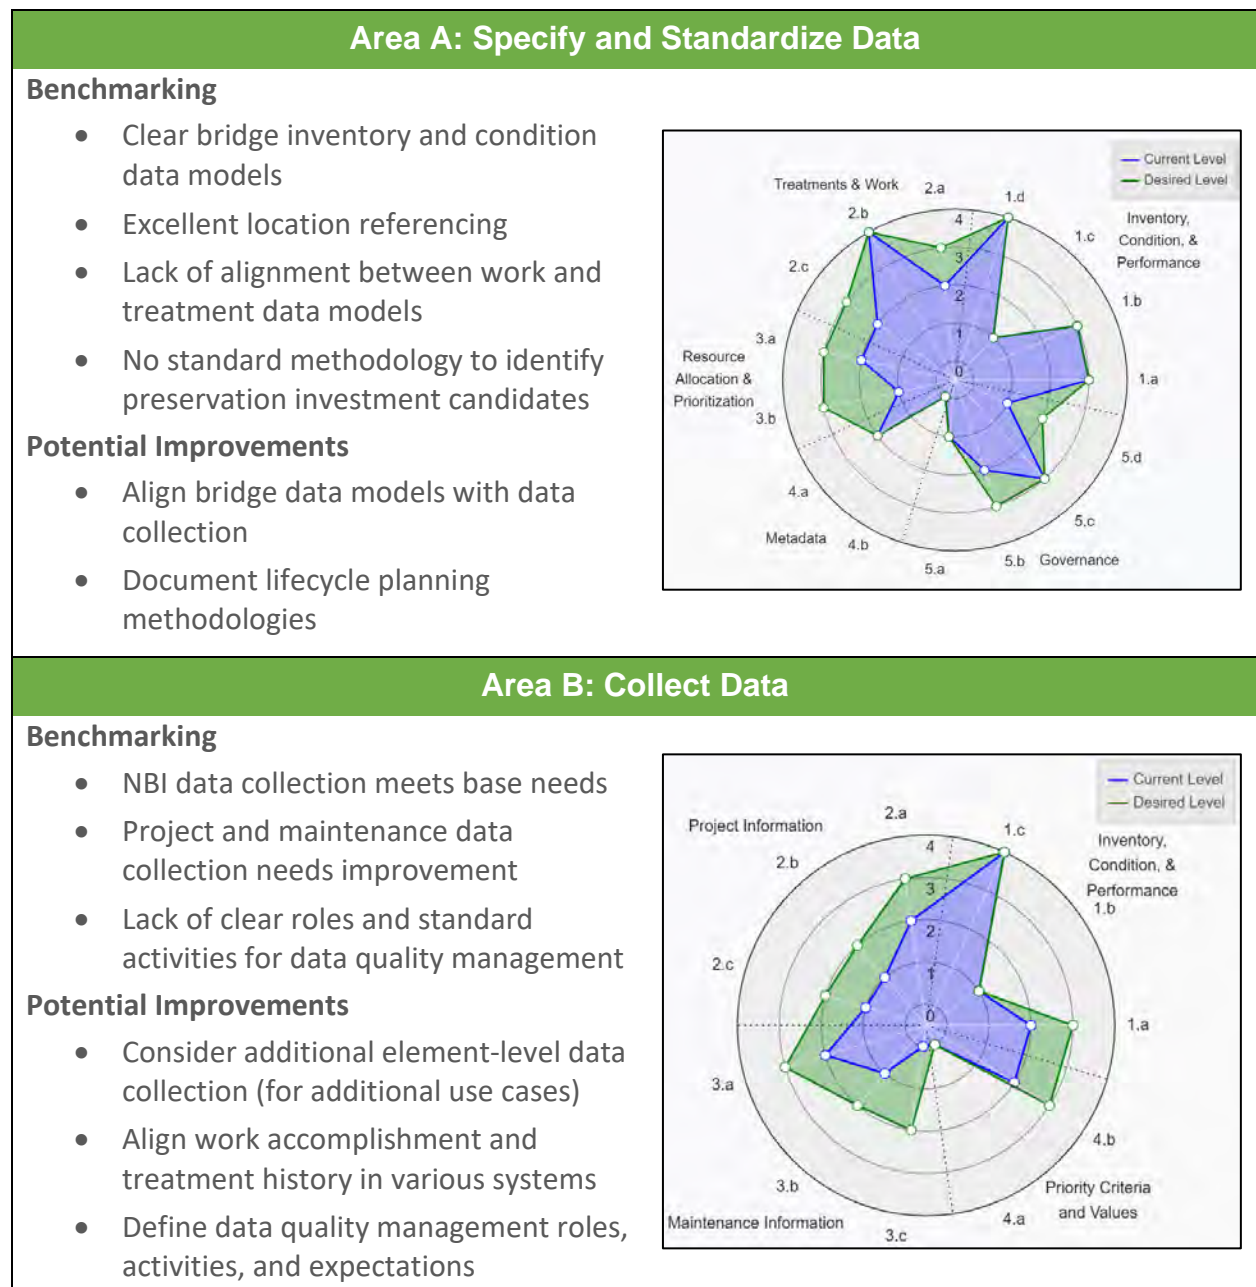 Area A: Specify and Standardize Data
Benchmarking
• Clear bridge inventory and condition
data models
• Excellent location referencing
• Lack of alignment between work and
treatment data models
• No standard methodology to identify
preservation investment candidates
Potential Improvements
• Align bridge data models with data
collection
• Document lifecycle planning
methodologies
Current Level
Desired Level
Treatments & Work
2.a
1.d
2.b
4
1.c
Inventory,
Condition, &
Performance
2.c
3
2
1.b
3.a
1
Resource
Allocation &
Prioritization
0
1.a
3.b
5.d
4.a
5.c
Metadata
4.b
5.a
5.b
Governance
Area B: Collect Data
Benchmarking
• NBI data collection meets base needs
• Project and maintenance data
collection needs improvement
• Lack of clear roles and standard
activities for data quality management
Potential Improvements
• Consider additional element-level data
collection (for additional use cases)
• Align work accomplishment and
treatment history in various systems
• Define data quality management roles,
activities, and expectations
Current Level
Desired Level
Project Information
2.a
1.c
4
Inventory,
Condition, &
Performance
2.b
3
1.b
2
2.c
1
0
1.a
3.a
4.b
3.b
Priority Criteria
and Values
Maintenance Information
3.c
4.a